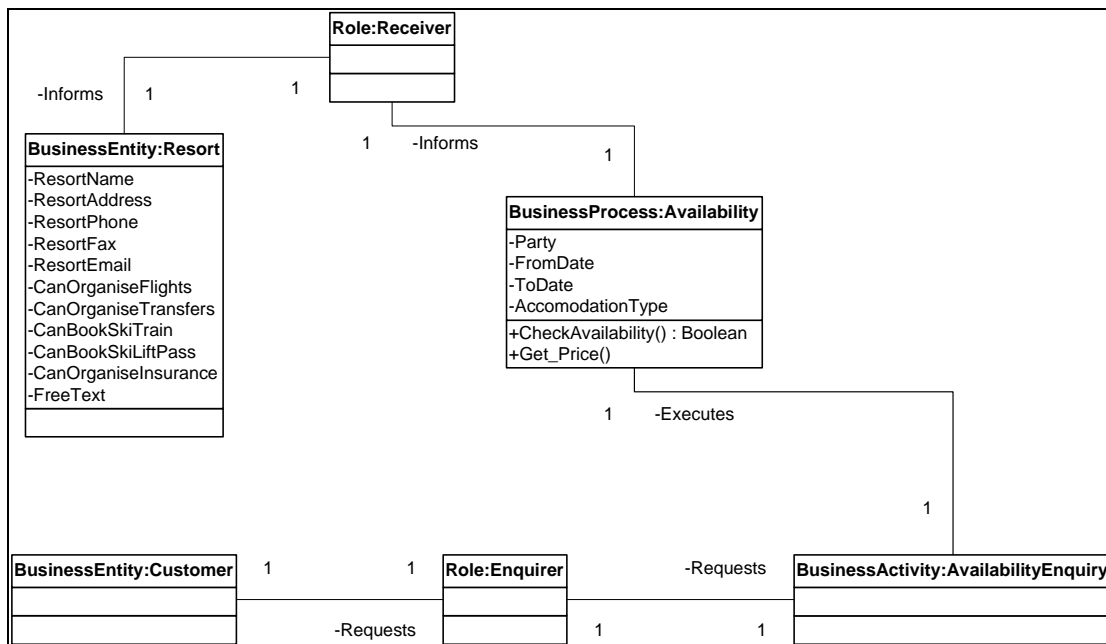 Role:Receiver
-Informs
1
1
1
-Informs
1
BusinessEntity:Resort
-ResortName
-ResortAddress
-ResortPhone
-ResortFax
-ResortEmail
-CanOrganiseFlights
-CanOrganiseTransfers
-CanBookSkiTrain
-CanBookSkiLiftPass
-CanOrganiseInsurance
-FreeText
BusinessProcess:Availability
-Party
-FromDate
-ToDate
-AccomodationType
+CheckAvailability() : Boolean
+Get_Price()
1
-Executes
1
BusinessEntity:Customer
1
1
-Requests
Role:Enquirer
-Requests
1
1
BusinessActivity:AvailabilityEnquiry